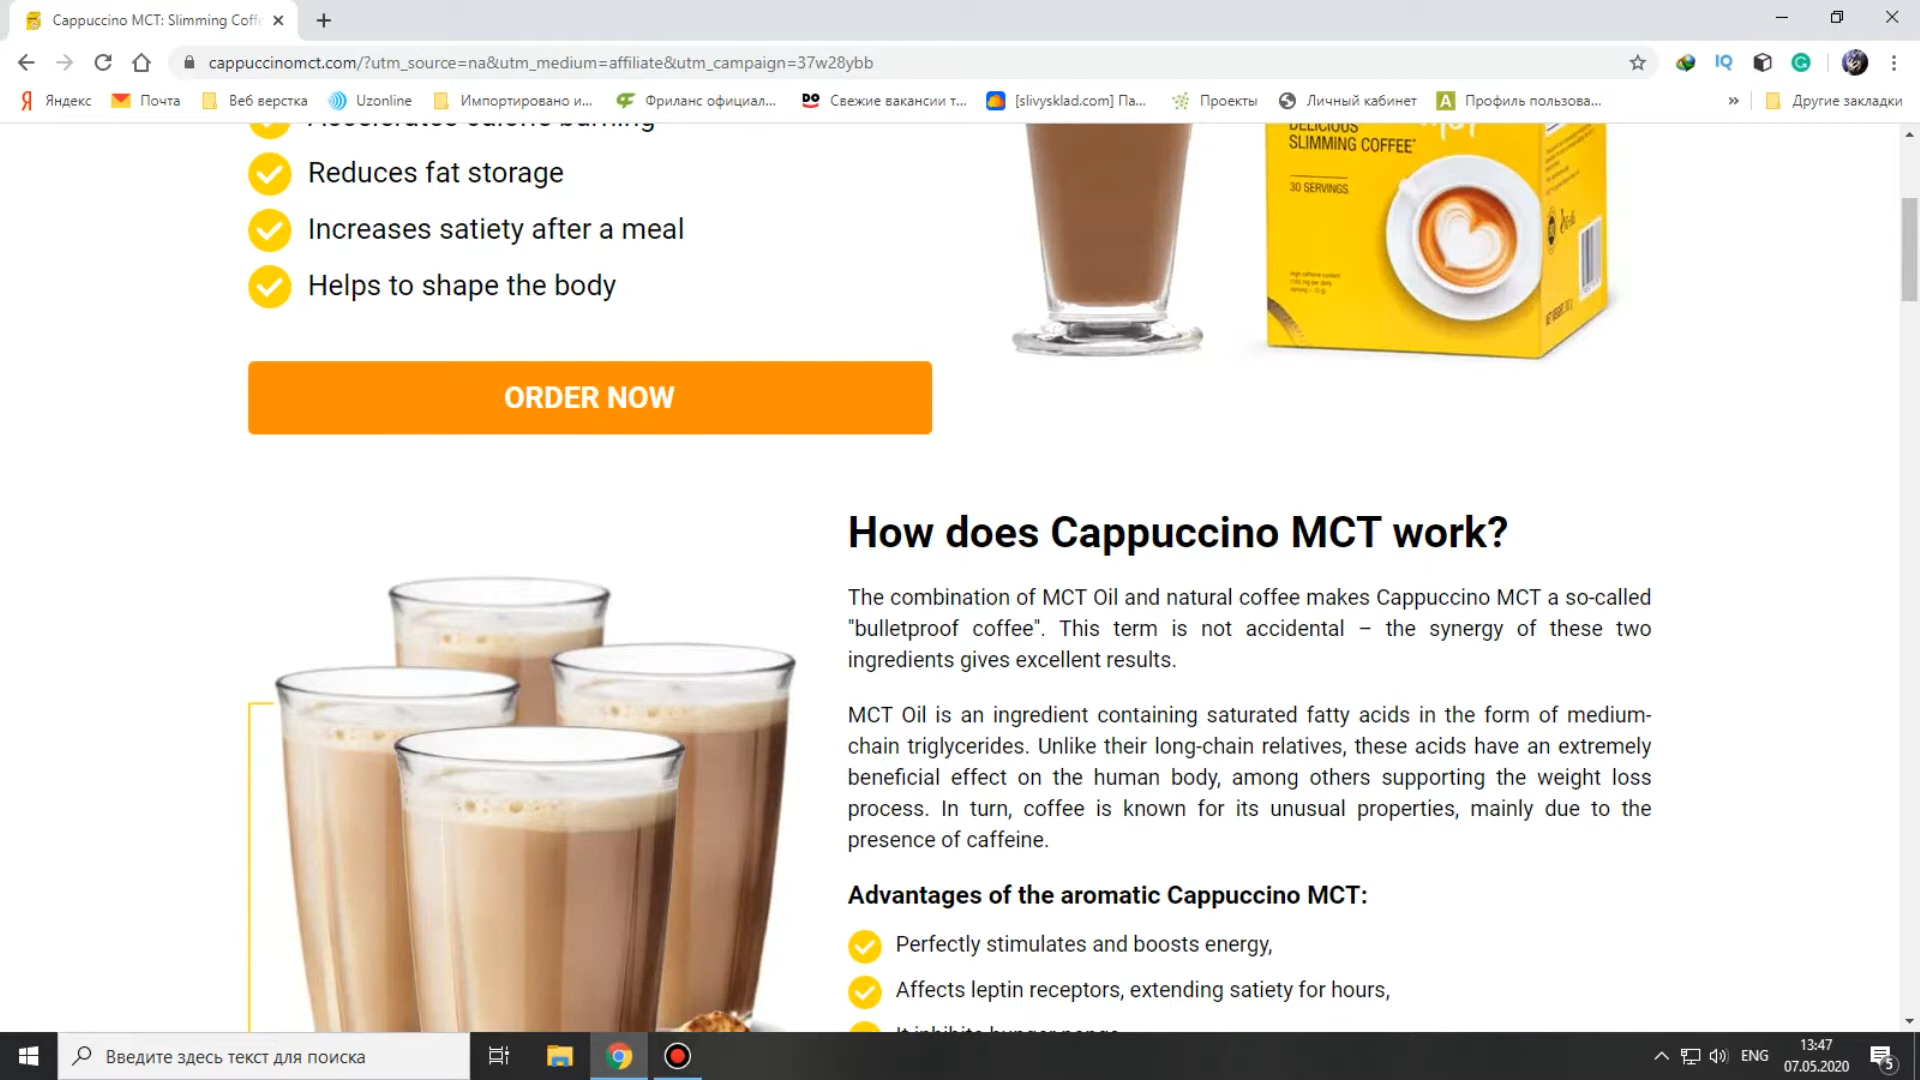 Cappuccino MCT: Slimming Coffe
cappuccinomct.com/?utm_source=na&utm_medium=affiliate&utm_campaign=37w28ybb
IQ
Яндекс Почта Веб верстка Uzonline Импортировано и... Фриланс официал... DO Свежие вакансии т... [slivysklad.com] Па... Проекты Личный кабинет Профиль пользова... » Другие закладки
Accelerates calorie burning
Reduces fat storage
Increases satiety after a meal
Helps to shape the body
DELICIOUS
SLIMMING COFFEE
30 SERVINGS
ORDER NOW
How does Cappuccino MCT work?
The combination of MCT Oil and natural coffee makes Cappuccino MCT a so-called
"bulletproof coffee". This term is not accidental – the synergy of these two
ingredients gives excellent results.
MCT Oil is an ingredient containing saturated fatty acids in the form of medium-
chain triglycerides. Unlike their long-chain relatives, these acids have an extremely
beneficial effect on the human body, among others supporting the weight loss
process. In turn, coffee is known for its unusual properties, mainly due to the
presence of caffeine.
Advantages of the aromatic Cappuccino MCT:
Perfectly stimulates and boosts energy,
Affects leptin receptors, extending satiety for hours,
It inhibits hunger pangs
Введите здесь текст для поиска
ENG
13:47
07.05.2020
5